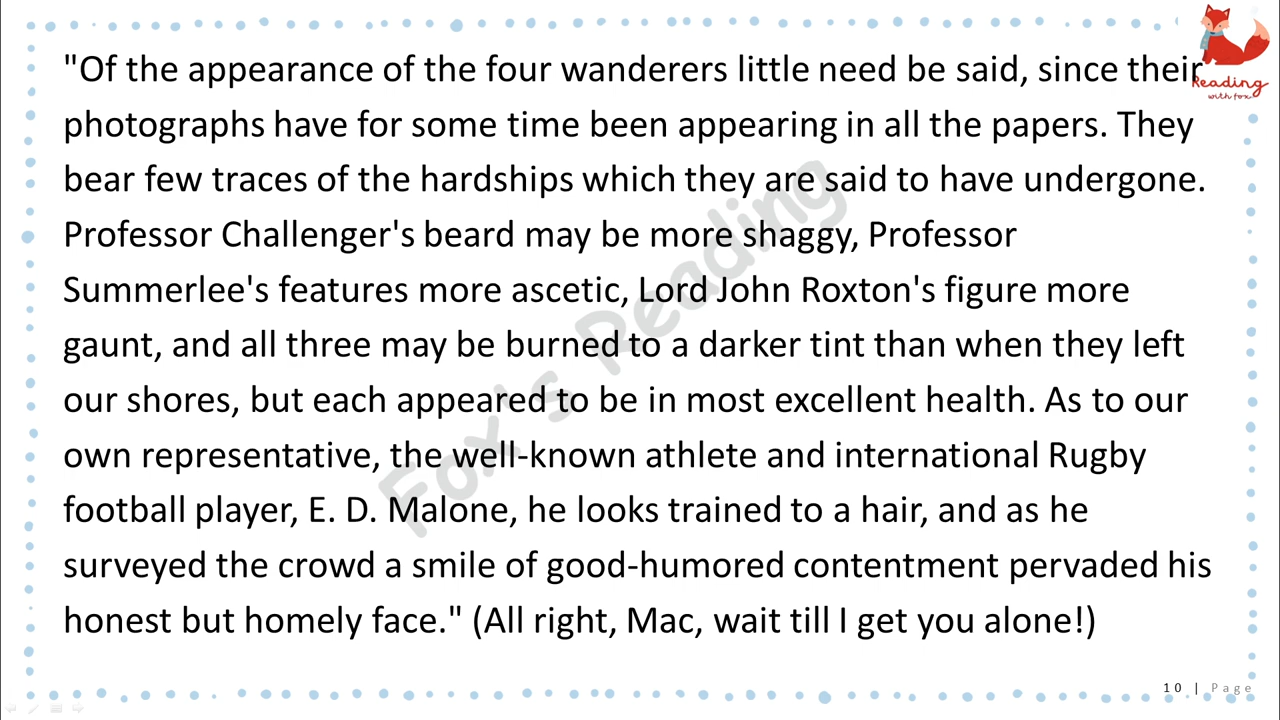 "Of the appearance of the four wanderers little need be said, since their
photographs have for some time been appearing in all the papers. They
bear few traces of the hardships which they are said to have undergone.
Professor Challenger's beard may be more shaggy, Professor
Summerlee's features more ascetic, Lord John Roxton's figure more
gaunt, and all three may be burned to a darker tint than when they left
our shores, but each appeared to be in most excellent health. As to our
own representative, the well-known athlete and international Rugby
football player, E. D. Malone, he looks trained to a hair, and as he
surveyed the crowd a smile of good-humored contentment pervaded his
honest but homely face." (All right, Mac, wait till I get you alone!)
Reading
with fox
Fox's Reading
10 | Page